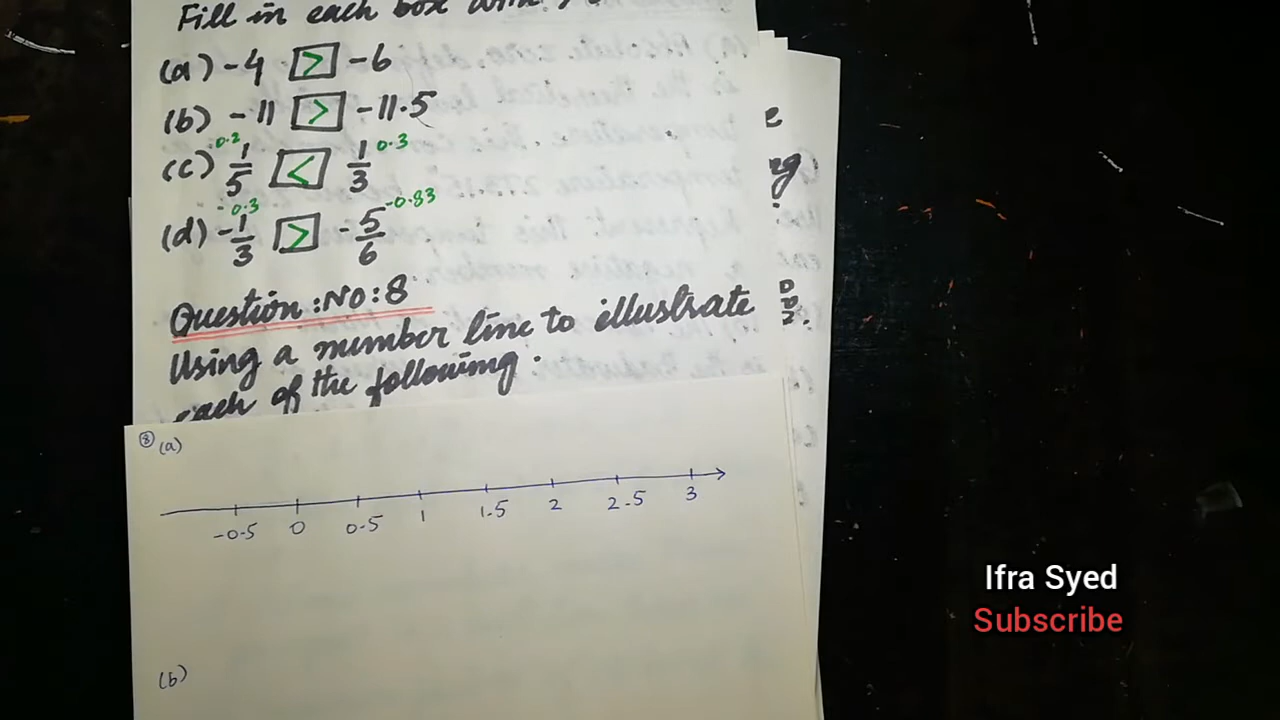 Fill in each box with
(a) -4 > -6
(b) -11 > -11.5
0.2 0.3
(c) 1/5 < 1/3
-0.3 -0.83
(d) -1/3 > -5/6
Question:No:8
Using a number line to illustrate
each of the following.
8 (a)
-0.5 0 0.5 1 1.5 2 2.5 3
(b)
Ifra Syed
Subscribe